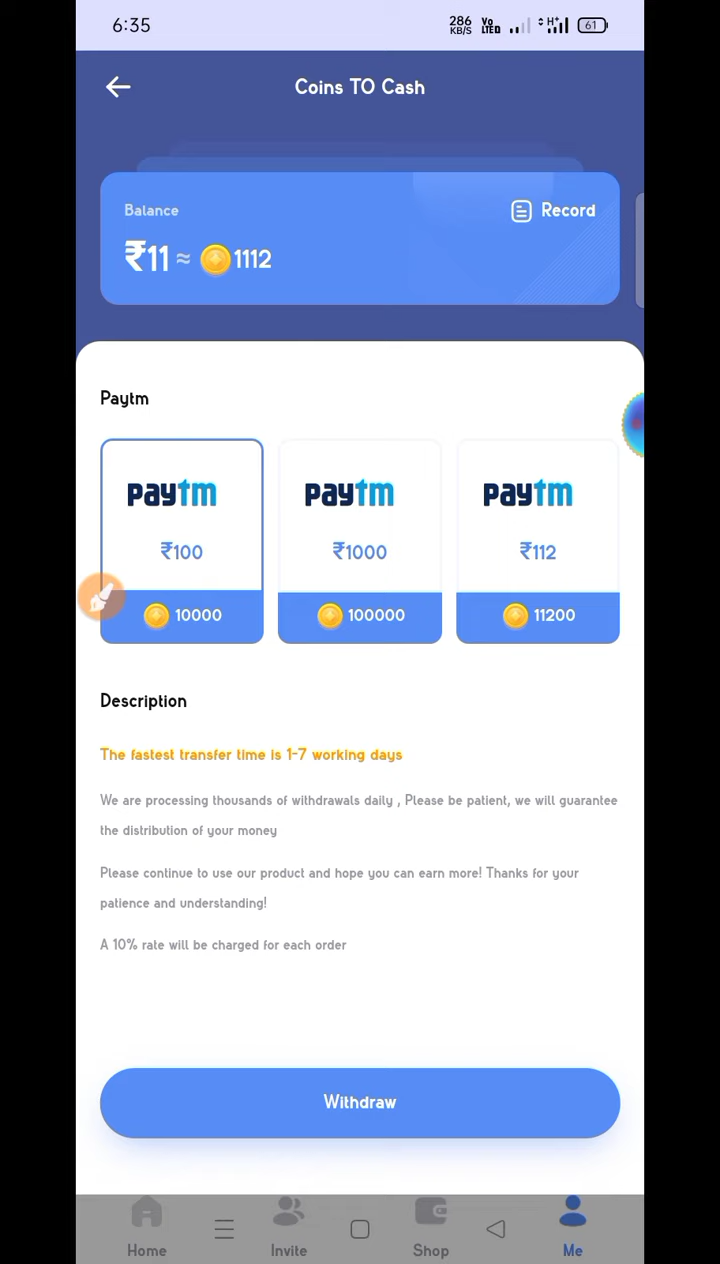 6:35
286 KB/S Vo LTE H+ 61
Coins TO Cash
Balance
Record
₹11 ≈ 1112
Paytm
paytm paytm paytm
₹100 ₹1000 ₹112
10000 100000 11200
Description
The fastest transfer time is 1-7 working days
We are processing thousands of withdrawals daily , Please be patient, we will guarantee
the distribution of your money
Please continue to use our product and hope you can earn more! Thanks for your
patience and understanding!
A 10% rate will be charged for each order
Withdraw
Home Invite Shop Me